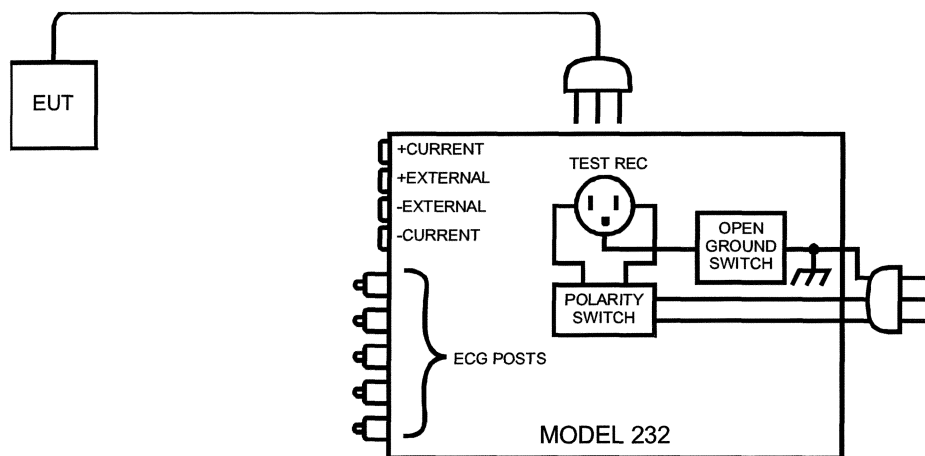 EUT
+CURRENT
+EXTERNAL
-EXTERNAL
-CURRENT
TEST REC
OPEN
GROUND
SWITCH
POLARITY
SWITCH
ECG POSTS
MODEL 232